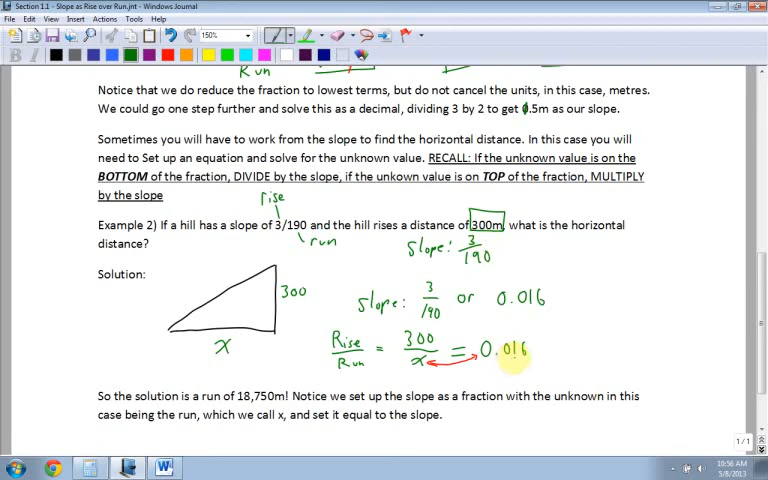 Section 1.1 - Slope as Rise over Run.jnt - Windows Journal
File Edit View Insert Actions Tools Help
150%
B I
Run
Notice that we do reduce the fraction to lowest terms, but do not cancel the units, in this case, metres.
We could go one step further and solve this as a decimal, dividing 3 by 2 to get 0.5m as our slope.
Sometimes you will have to work from the slope to find the horizontal distance. In this case you will
need to Set up an equation and solve for the unknown value. RECALL: If the unknown value is on the
BOTTOM of the fraction, DIVIDE by the slope, if the unkown value is on TOP of the fraction, MULTIPLY
by the slope
rise
Example 2) If a hill has a slope of 3/190 and the hill rises a distance of 300m, what is the horizontal
distance?
run
slope: 3/190
Solution:
300
x
slope: 3/190 or 0.016
Rise/Run = 300/x = 0.016
So the solution is a run of 18,750m! Notice we set up the slope as a fraction with the unknown in this
case being the run, which we call x, and set it equal to the slope.
1 / 1
10:56 AM
5/8/2013